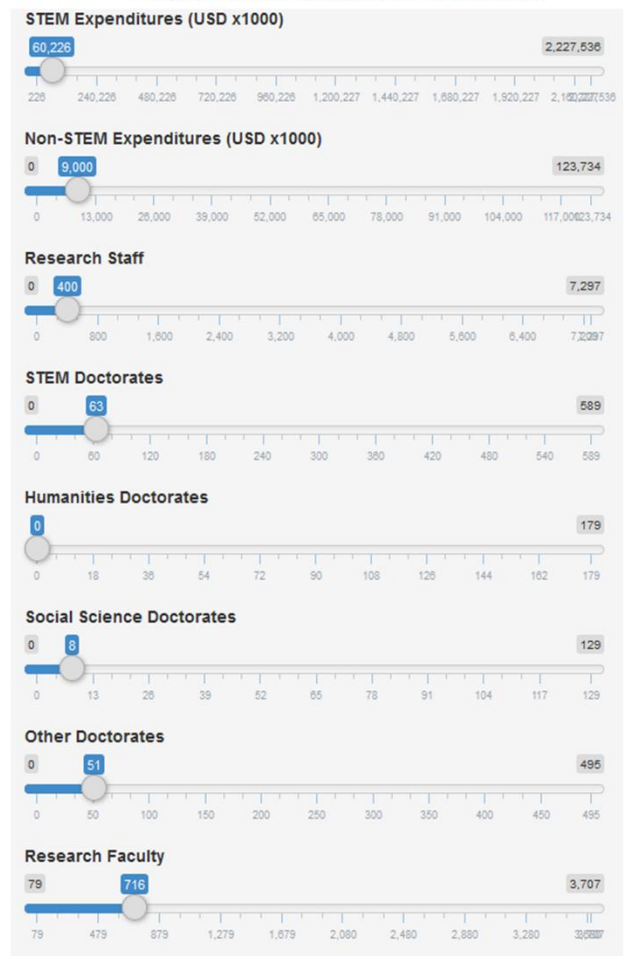 STEM Expenditures (USD x1000)
60,226 2,227,536
226 240,226 480,226 720,226 960,226 1,200,227 1,440,227 1,680,227 1,920,227
Non-STEM Expenditures (USD x1000)
0 9,000 123,734
0 13,000 26,000 39,000 52,000 65,000 78,000 91,000 104,000
Research Staff
0 400 7,297
0 800 1,600 2,400 3,200 4,000 4,800 5,600 6,400
STEM Doctorates
0 63 589
0 60 120 180 240 300 360 420 480 540 589
Humanities Doctorates
0 179
0 18 36 54 72 90 108 126 144 162 179
Social Science Doctorates
0 8 129
0 13 26 39 52 65 78 91 104 117 129
Other Doctorates
0 51 495
0 50 100 150 200 250 300 350 400 450 495
Research Faculty
79 716 3,707
79 479 879 1,279 1,679 2,080 2,480 2,880 3,280